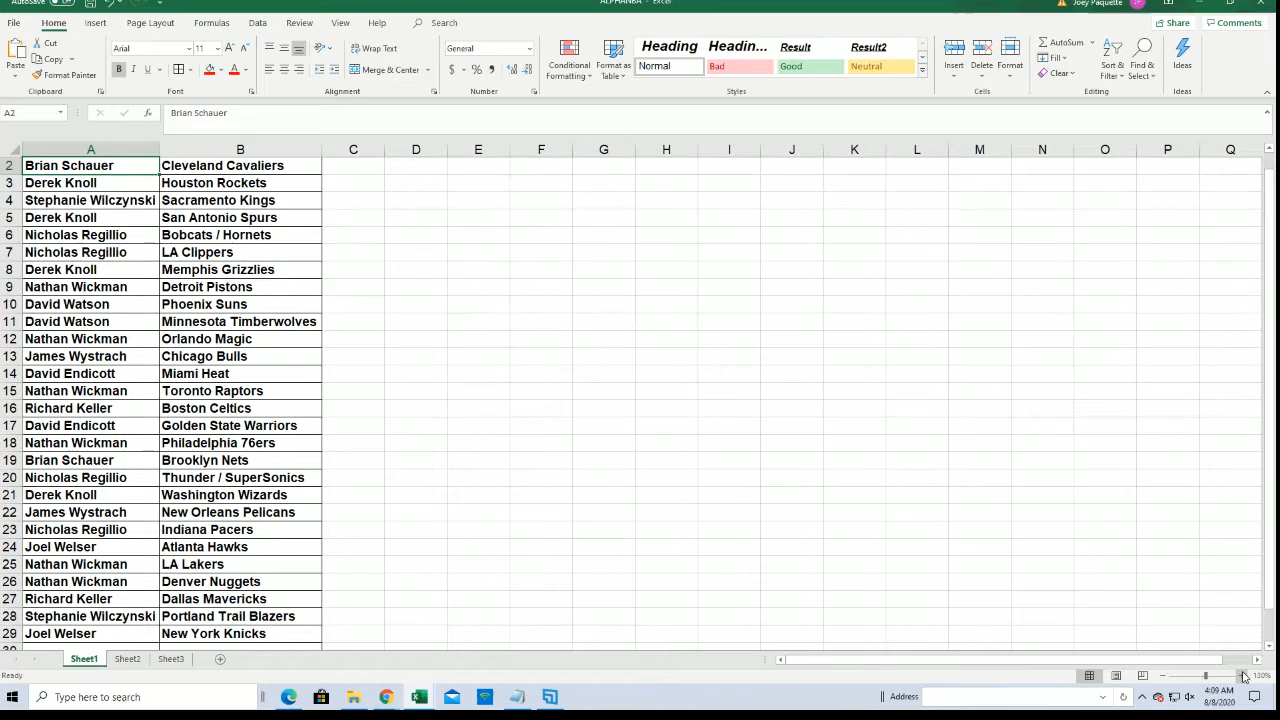 AutoSave Off
ALPHANBA - Excel
Joey Paquette JP
File Home Insert Page Layout Formulas Data Review View Help Search Share Comments
Paste Cut Copy Format Painter Clipboard
Arial 11 B I U A A Font
Wrap Text Merge & Center Alignment
General $ % Number
Conditional Formatting Format as Table
Heading Headin... Result Result2
Normal Bad Good Neutral
Styles
Insert Delete Format Cells
AutoSum Fill Clear Sort & Filter Find & Select Editing
Ideas Ideas
A2 fx Brian Schauer
A B C D E F G H I J K L M N O P Q
2 Brian Schauer Cleveland Cavaliers
3 Derek Knoll Houston Rockets
4 Stephanie Wilczynski Sacramento Kings
5 Derek Knoll San Antonio Spurs
6 Nicholas Regillio Bobcats / Hornets
7 Nicholas Regillio LA Clippers
8 Derek Knoll Memphis Grizzlies
9 Nathan Wickman Detroit Pistons
10 David Watson Phoenix Suns
11 David Watson Minnesota Timberwolves
12 Nathan Wickman Orlando Magic
13 James Wystrach Chicago Bulls
14 David Endicott Miami Heat
15 Nathan Wickman Toronto Raptors
16 Richard Keller Boston Celtics
17 David Endicott Golden State Warriors
18 Nathan Wickman Philadelphia 76ers
19 Brian Schauer Brooklyn Nets
20 Nicholas Regillio Thunder / SuperSonics
21 Derek Knoll Washington Wizards
22 James Wystrach New Orleans Pelicans
23 Nicholas Regillio Indiana Pacers
24 Joel Welser Atlanta Hawks
25 Nathan Wickman LA Lakers
26 Nathan Wickman Denver Nuggets
27 Richard Keller Dallas Mavericks
28 Stephanie Wilczynski Portland Trail Blazers
29 Joel Welser New York Knicks
Sheet1 Sheet2 Sheet3
Ready 130%
Type here to search Address 4:09 AM
8/8/2020